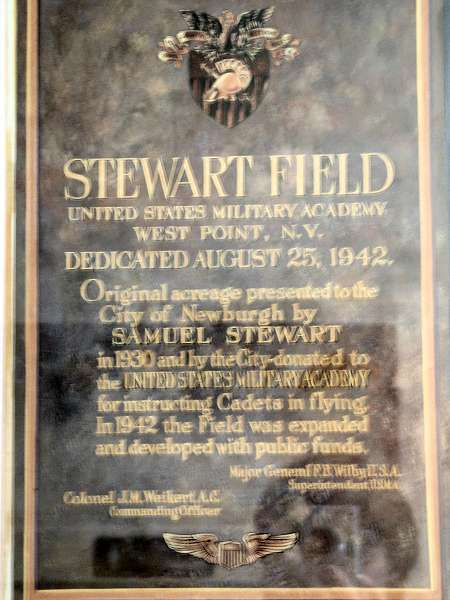 STEWART FIELD
UNITED STATES MILITARY ACADEMY
WEST POINT, N.Y.
DEDICATED AUGUST 25, 1942.
Original acreage presented to the
City of Newburgh by
SAMUEL STEWART
in 1930 and by the City donated to
the UNITED STATES MILITARY ACADEMY
for instructing Cadets in flying.
In 1942 the Field was expanded
and developed with public funds.
Major General F.B. Wilby U.S.A.
Superintendent, U.S.M.A.
Colonel J.M. Weikert, A.C.
Commanding Officer